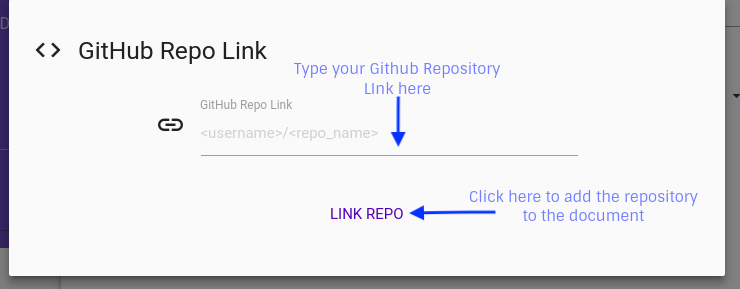 GitHub Repo Link
Type your Github Repository
LInk here
GitHub Repo Link
<username>/<repo_name>
LINK REPO
Click here to add the repository
to the document